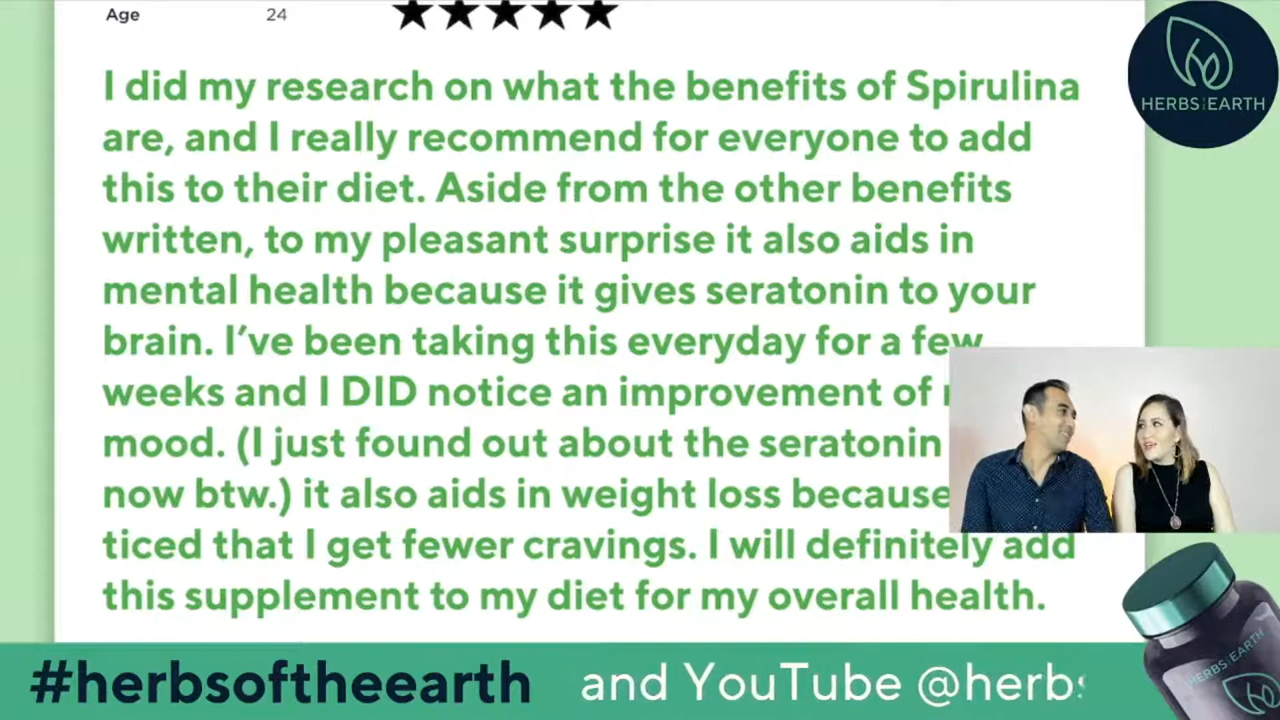 Age 24
HERBS OF THE EARTH
I did my research on what the benefits of Spirulina
are, and I really recommend for everyone to add
this to their diet. Aside from the other benefits
written, to my pleasant surprise it also aids in
mental health because it gives seratonin to your
brain. I've been taking this everyday for a few
weeks and I DID notice an improvement of
mood. (I just found out about the seratonin
now btw.) it also aids in weight loss because
ticed that I get fewer cravings. I will definitely add
this supplement to my diet for my overall health.
HERBS EARTH
#herbsoftheearth and YouTube @herb